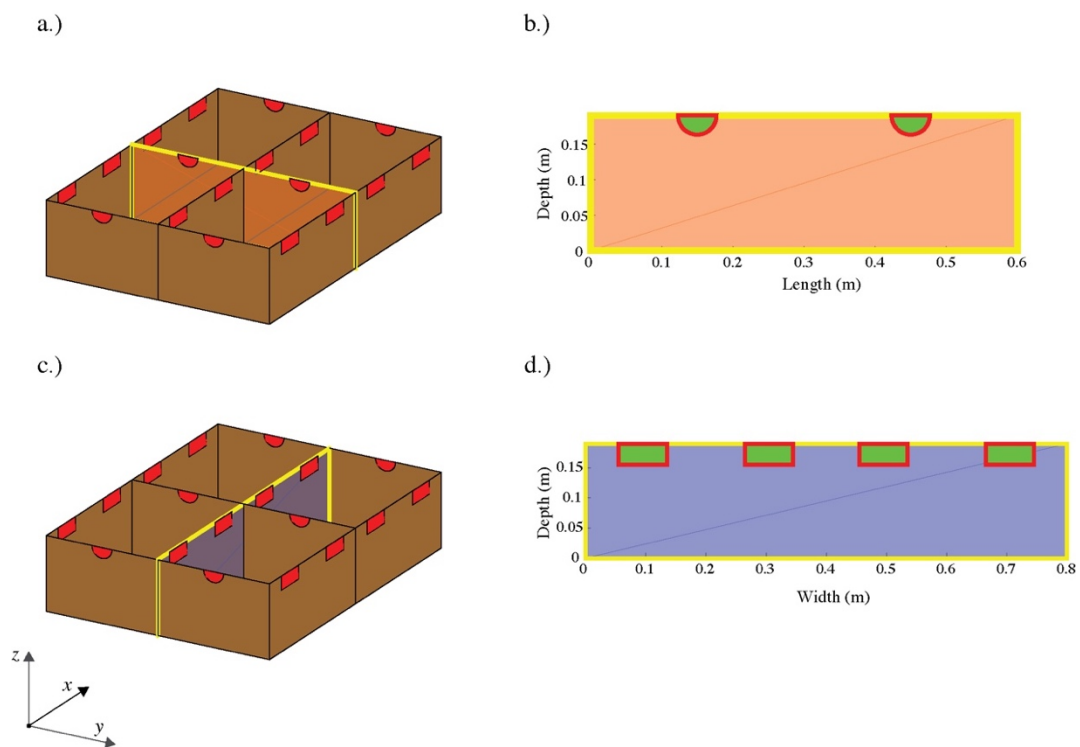 a.)
b.)
Depth (m)
0.15
0.1
0.05
0
0 0.1 0.2 0.3 0.4 0.5 0.6
Length (m)
c.)
d.)
Depth (m)
0.15
0.1
0.05
0
0 0.1 0.2 0.3 0.4 0.5 0.6 0.7 0.8
Width (m)
z
x
y